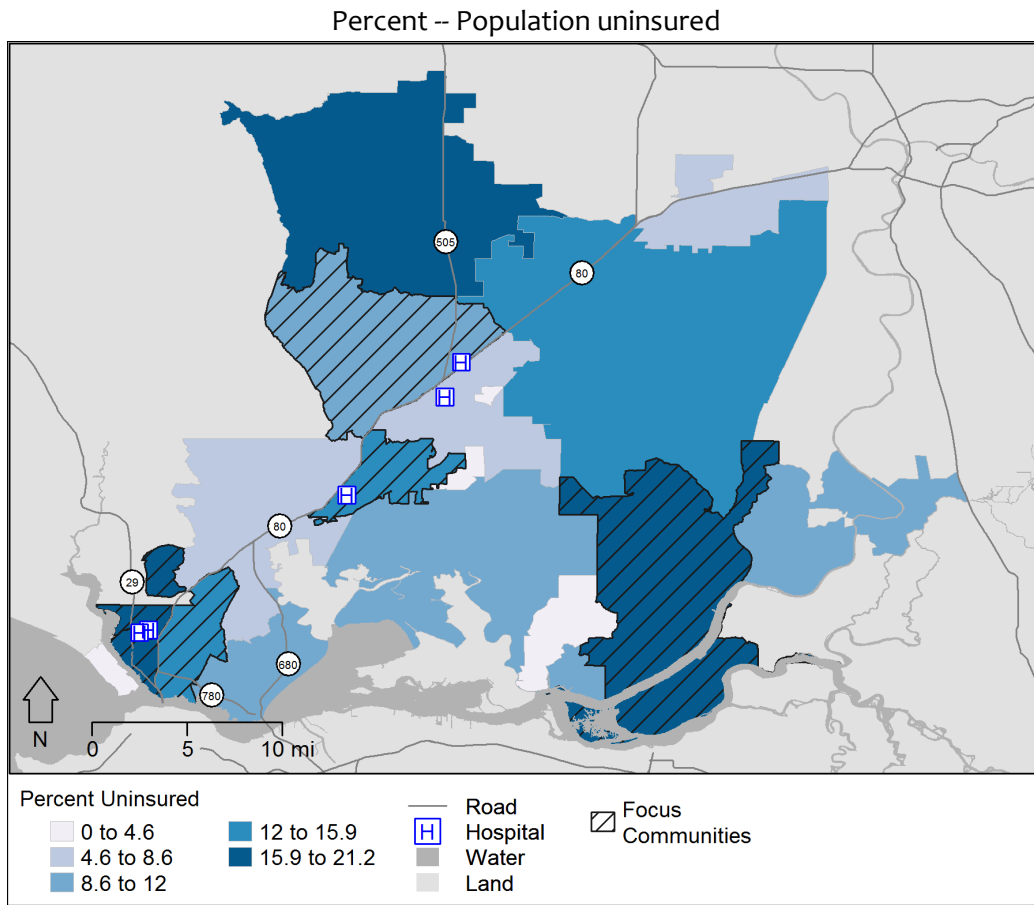 Percent -- Population uninsured
505
80
H
H
H
80
29
H H
680
780
N
0 5 10 mi
Percent Uninsured
0 to 4.6
4.6 to 8.6
8.6 to 12
12 to 15.9
15.9 to 21.2
Road
H Hospital
Water
Land
Focus
Communities